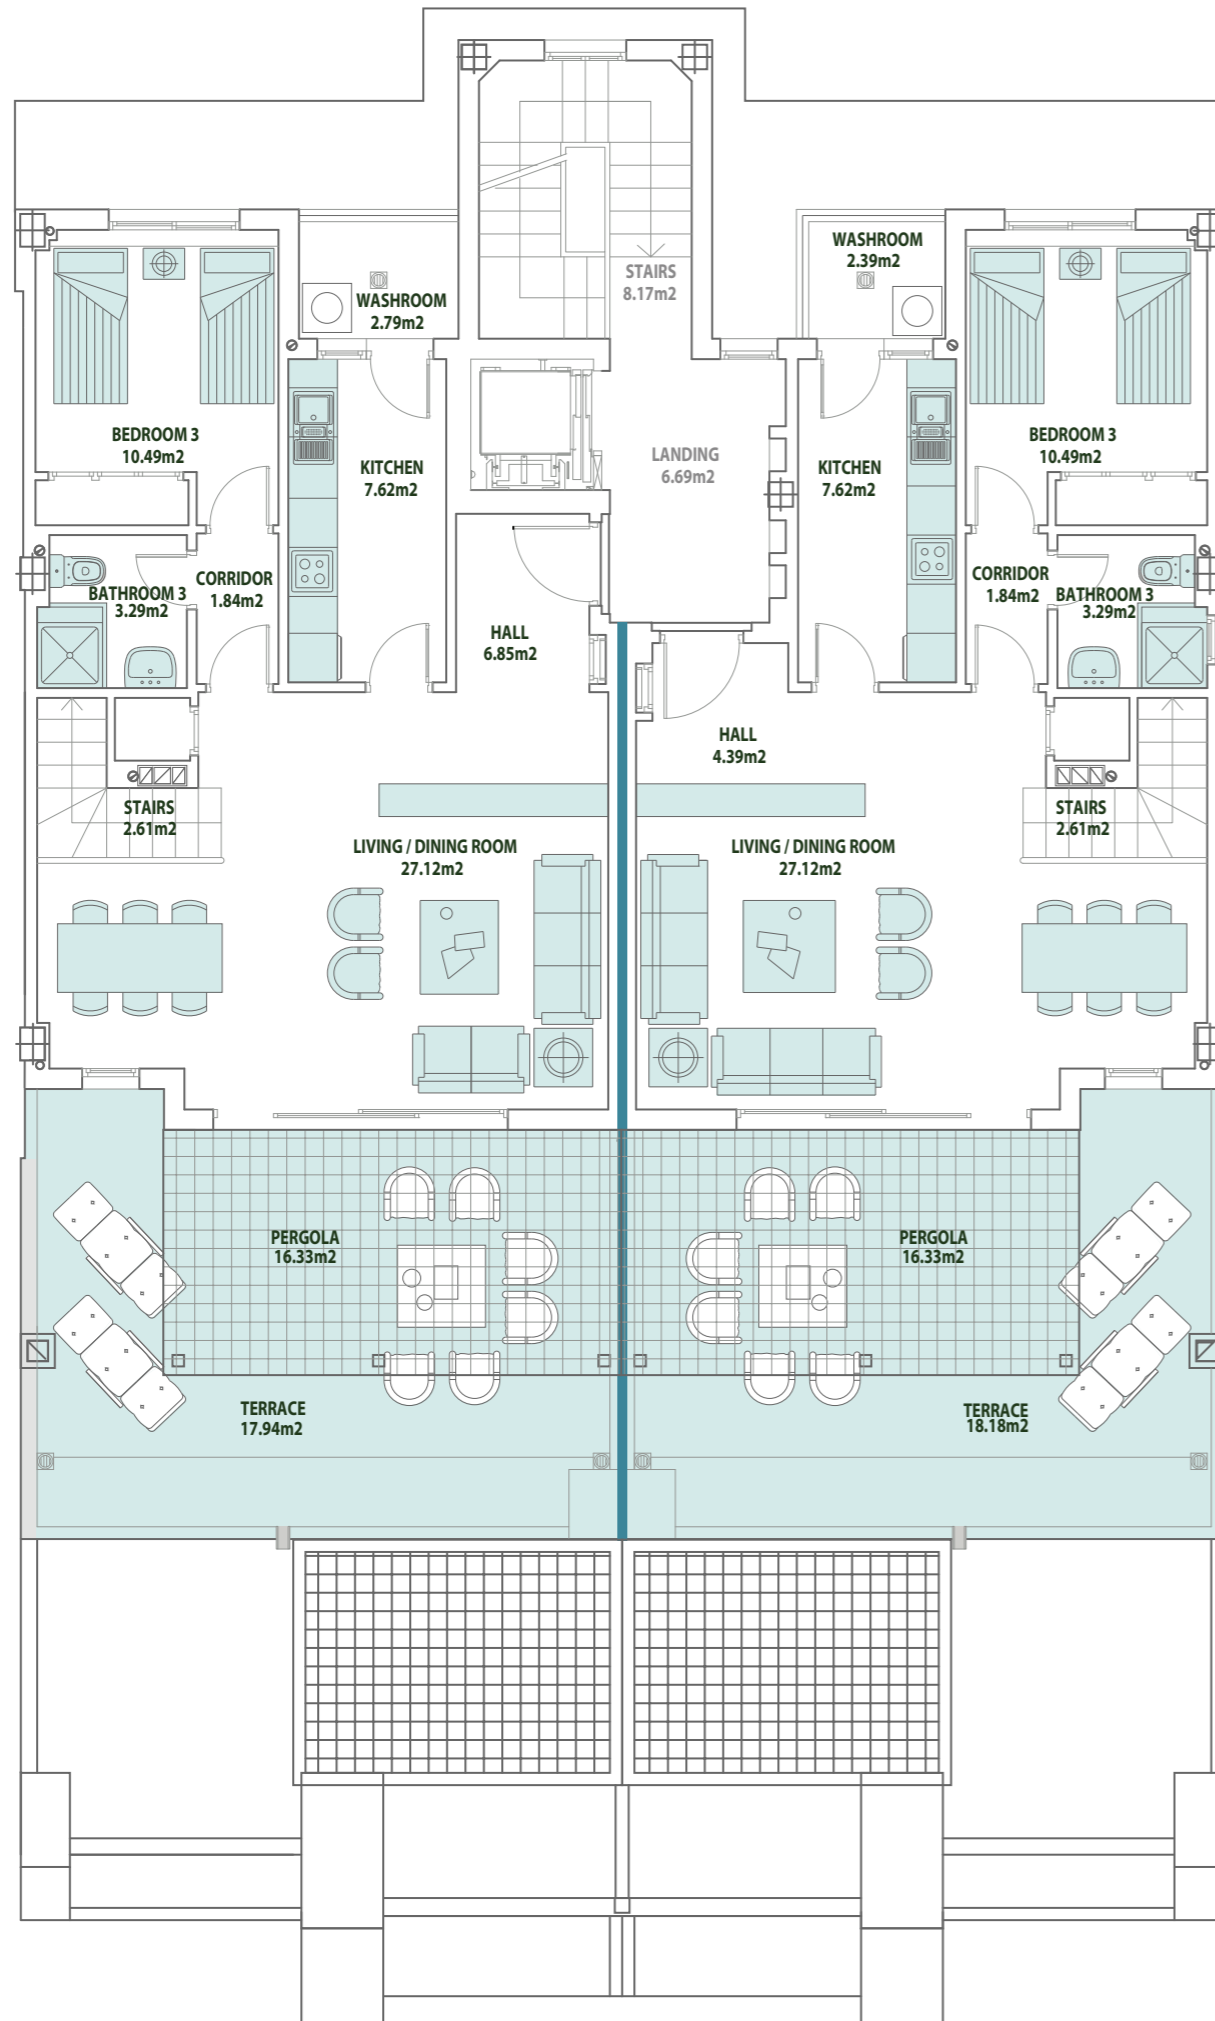 WASHROOM
2.39m2
STAIRS
8.17m2
WASHROOM
2.79m2
BEDROOM 3
10.49m2
KITCHEN
7.62m2
LANDING
6.69m2
KITCHEN
7.62m2
BEDROOM 3
10.49m2
BATHROOM 3
3.29m2
CORRIDOR
1.84m2
HALL
6.85m2
CORRIDOR
1.84m2
BATHROOM 3
3.29m2
HALL
4.39m2
STAIRS
2.61m2
STAIRS
2.61m2
LIVING / DINING ROOM
27.12m2
LIVING / DINING ROOM
27.12m2
PERGOLA
16.33m2
PERGOLA
16.33m2
TERRACE
17.94m2
TERRACE
18.18m2